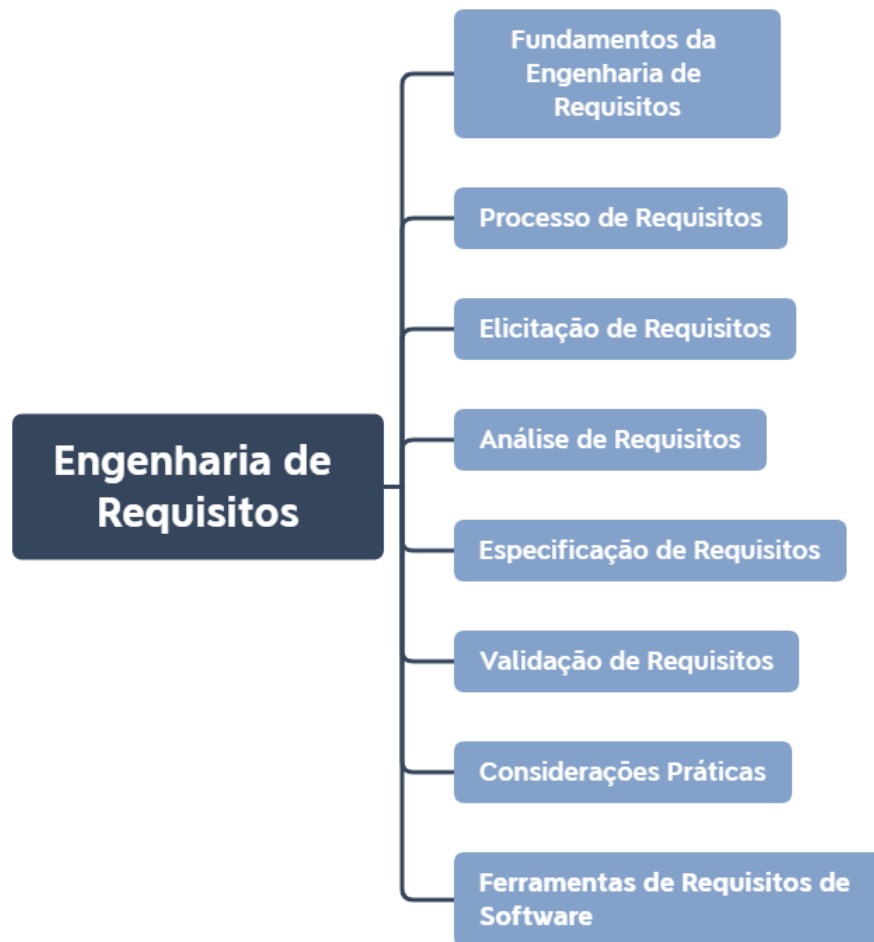 Fundamentos da
Engenharia de
Requisitos
Processo de Requisitos
Elicitação de Requisitos
Análise de Requisitos
Engenharia de
Requisitos
Especificação de Requisitos
Validação de Requisitos
Considerações Práticas
Ferramentas de Requisitos de
Software